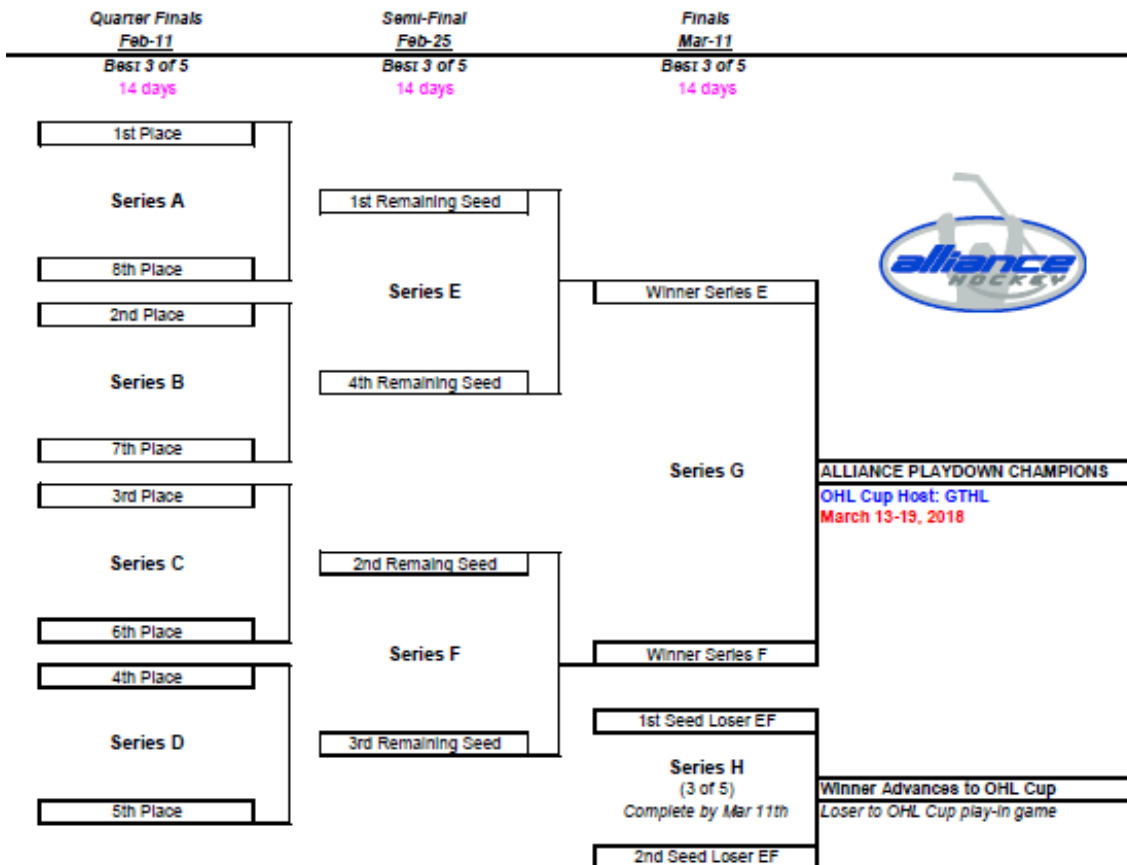 Quarter Finals
Feb-11
Best 3 of 5
14 days
Semi-Final
Feb-25
Best 3 of 5
14 days
Finals
Mar-11
Best 3 of 5
14 days
1st Place
Series A
8th Place
2nd Place
Series B
7th Place
3rd Place
Series C
6th Place
4th Place
Series D
5th Place
1st Remaining Seed
Series E
4th Remaining Seed
2nd Remaing Seed
Series F
3rd Remaining Seed
Winner Series E
Series G
Winner Series F
1st Seed Loser EF
Series H
(3 of 5)
Complete by Mar 11th
2nd Seed Loser EF
alliance
HOCKEY
ALLIANCE PLAYDOWN CHAMPIONS
OHL Cup Host: GTHL
March 13-19, 2018
Winner Advances to OHL Cup
Loser to OHL Cup play-in game